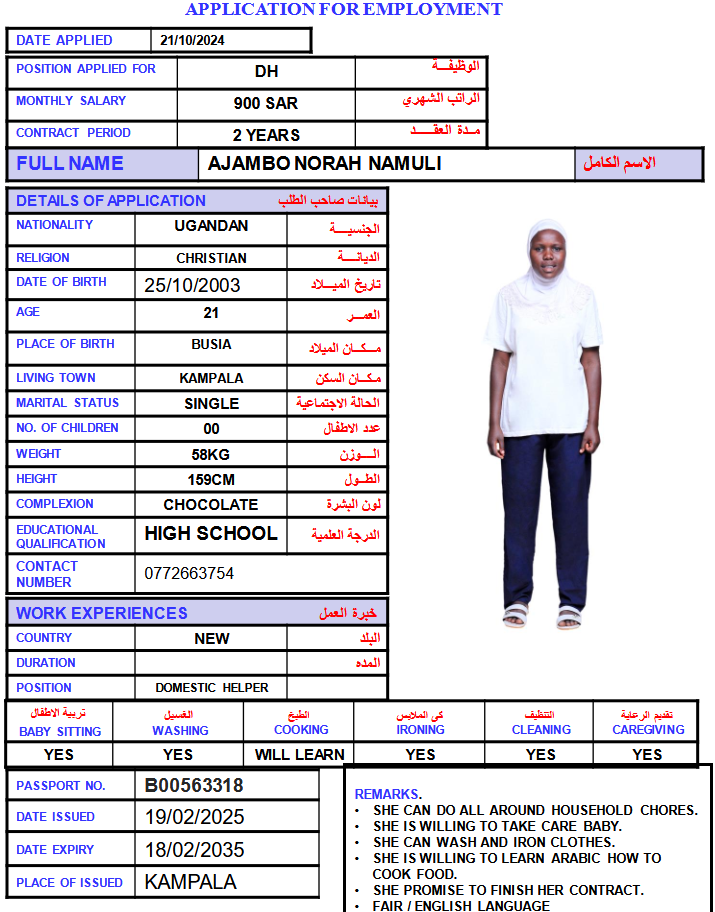 APPLICATION FOR EMPLOYMENT
DATE APPLIED 21/10/2024
POSITION APPLIED FOR DH الوظيفـــة
MONTHLY SALARY 900 SAR الراتب الشهري
CONTRACT PERIOD 2 YEARS مـدة العقـــد
FULL NAME AJAMBO NORAH NAMULI الاسم الكامل
DETAILS OF APPLICATION بيانات صاحب الطلب
NATIONALITY UGANDAN الجنسيـــة
RELIGION CHRISTIAN الديانـــة
DATE OF BIRTH 25/10/2003 تاريخ الميـــلاد
AGE 21 العمـــر
PLACE OF BIRTH BUSIA مـكـــان الميلاد
LIVING TOWN KAMPALA مكـان السكن
MARITAL STATUS SINGLE الحالة الاجتماعية
NO. OF CHILDREN 00 عدد الاطفال
WEIGHT 58KG الـــوزن
HEIGHT 159CM الطـول
COMPLEXION CHOCOLATE لون البشرة
EDUCATIONAL QUALIFICATION HIGH SCHOOL الدرجة العلمية
CONTACT NUMBER 0772663754
WORK EXPERIENCES خبرة العمل
COUNTRY NEW البلد
DURATION المده
POSITION DOMESTIC HELPER
تربية الاطفال الغسيل الطبخ كى الملابس التنظيف تقديم الرعاية
BABY SITTING WASHING COOKING IRONING CLEANING CAREGIVING
YES YES WILL LEARN YES YES YES
PASSPORT NO. B00563318
DATE ISSUED 19/02/2025
DATE EXPIRY 18/02/2035
PLACE OF ISSUED KAMPALA
REMARKS.
• SHE CAN DO ALL AROUND HOUSEHOLD CHORES.
• SHE IS WILLING TO TAKE CARE BABY.
• SHE CAN WASH AND IRON CLOTHES.
• SHE IS WILLING TO LEARN ARABIC HOW TO
COOK FOOD.
• SHE PROMISE TO FINISH HER CONTRACT.
• FAIR / ENGLISH LANGUAGE